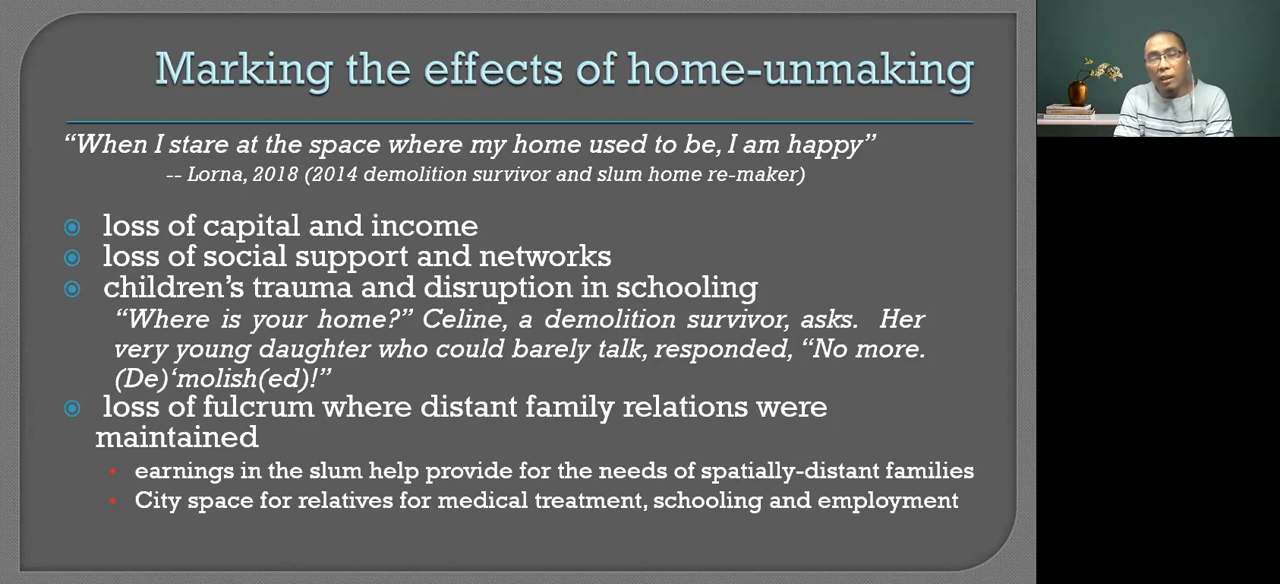 Marking the effects of home-unmaking
“When I stare at the space where my home used to be, I am happy”
-- Lorna, 2018 (2014 demolition survivor and slum home re-maker)
loss of capital and income
loss of social support and networks
children’s trauma and disruption in schooling
“Where is your home?” Celine, a demolition survivor, asks. Her
very young daughter who could barely talk, responded, “No more.
(De)‘molish(ed)!”
loss of fulcrum where distant family relations were
maintained
earnings in the slum help provide for the needs of spatially-distant families
City space for relatives for medical treatment, schooling and employment